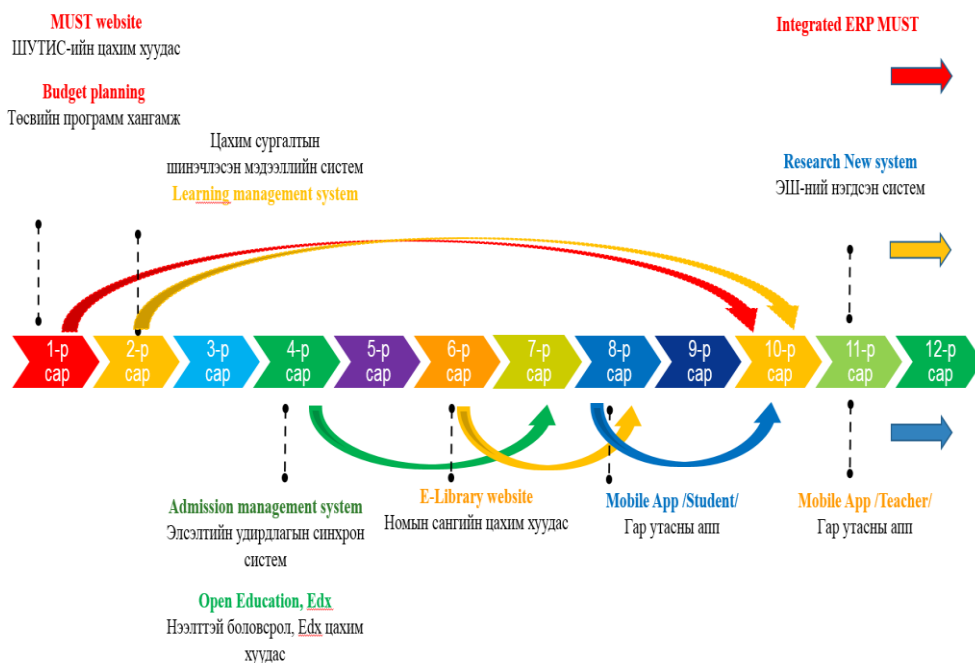 MUST website
ШУТИС-ийн цахим хуудас
Budget planning
Төсвийн программ хангамж
Цахим сургалтын
шинэчлэсэн мэдээллийн систем
Learning management system
Integrated ERP MUST
Research New system
ЭШ-ний нэгдсэн систем
1-р
сар
2-р
сар
3-р
сар
4-р
сар
5-р
сар
6-р
сар
7-р
сар
8-р
сар
9-р
сар
10-р
сар
11-р
сар
12-р
сар
Admission management system
Элсэлтийн удирдлагын синхрон
систем
Open Education, Edx
Нээлттэй боловсрол, Edx цахим
хуудас
E-Library website
Номын сангийн цахим хуудас
Mobile App /Student/
Гар утасны апп
Mobile App /Teacher/
Гар утасны апп